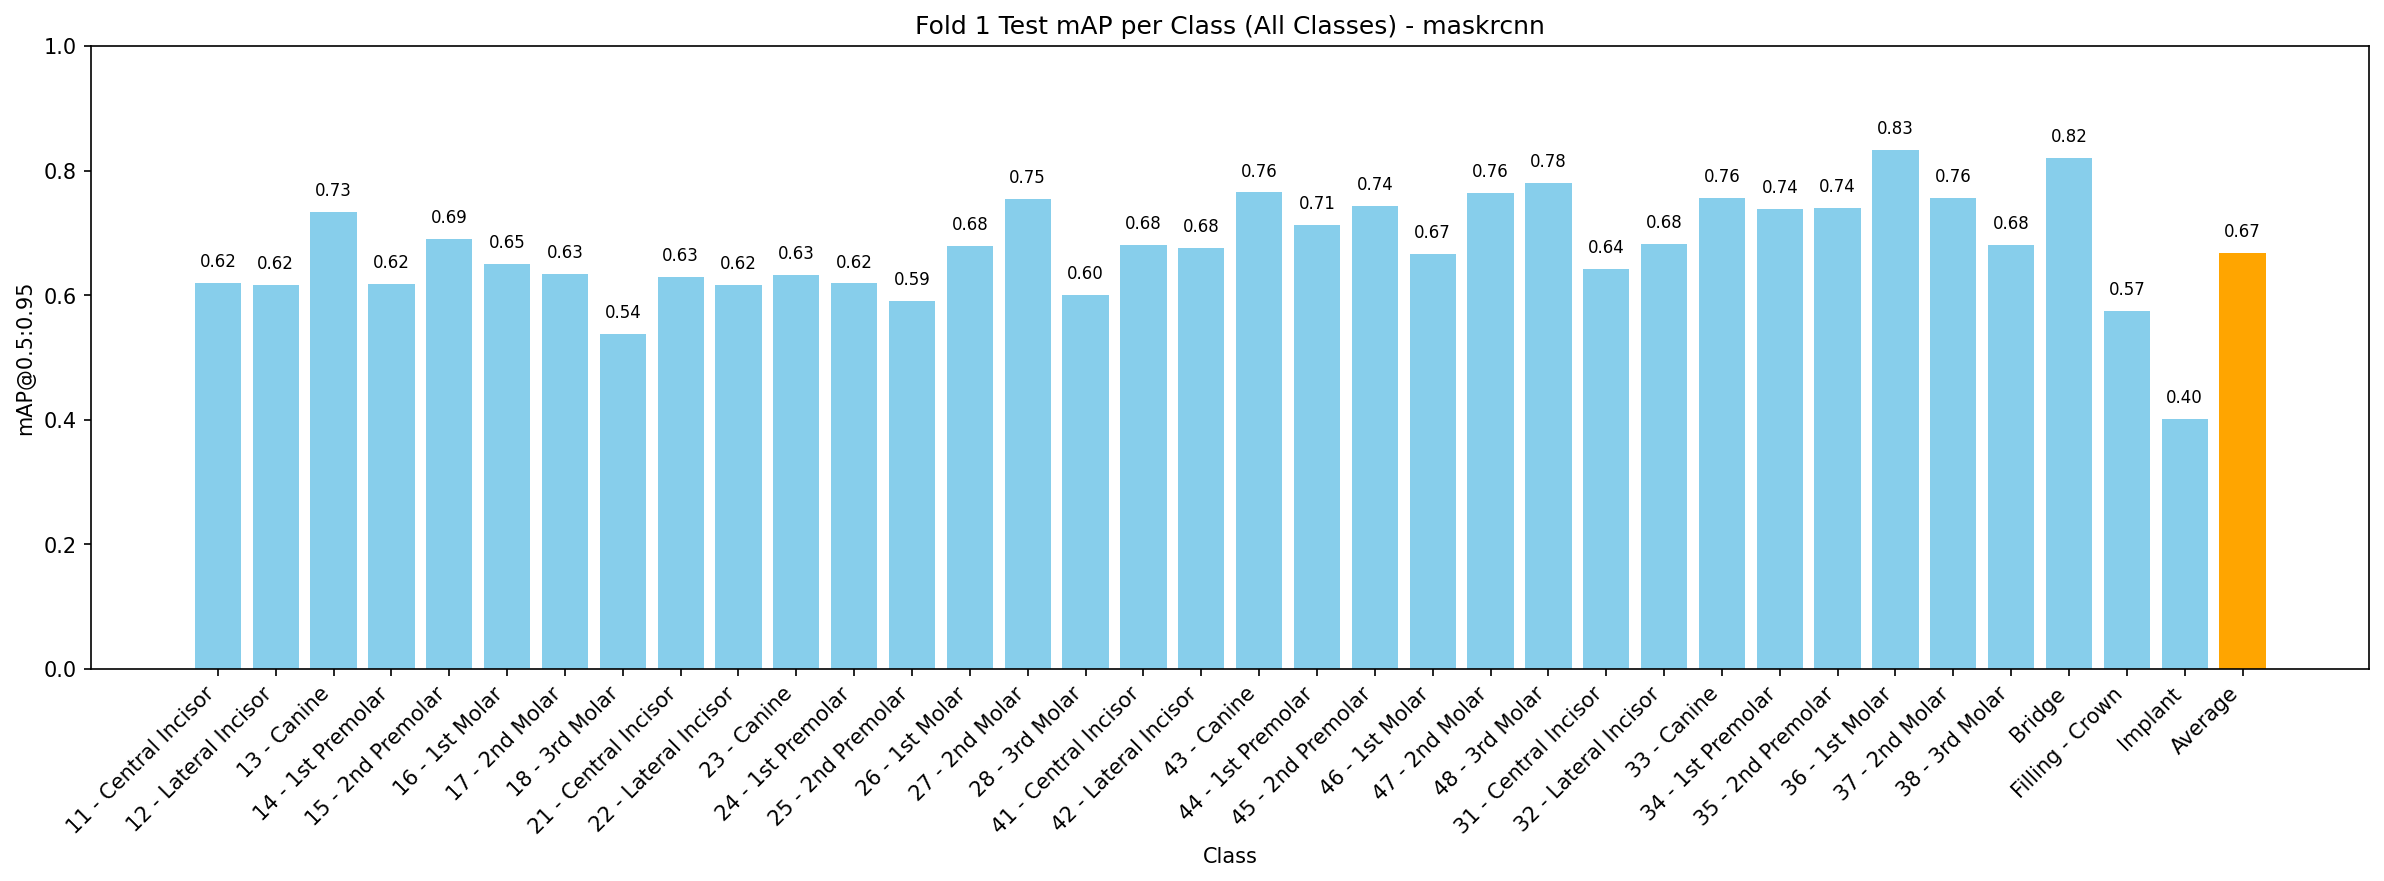 Fold 1 Test mAP per Class (All Classes) - maskrcnn
mAP@0.5:0.95
1.0
0.8
0.6
0.4
0.2
0.0
0.62
0.62
0.73
0.62
0.69
0.65
0.63
0.54
0.63
0.62
0.63
0.62
0.59
0.68
0.75
0.60
0.68
0.68
0.76
0.71
0.74
0.67
0.76
0.78
0.64
0.68
0.76
0.74
0.74
0.83
0.76
0.68
0.82
0.57
0.40
0.67
11 - Central Incisor
12 - Lateral Incisor
13 - Canine
14 - 1st Premolar
15 - 2nd Premolar
16 - 1st Molar
17 - 2nd Molar
18 - 3rd Molar
21 - Central Incisor
22 - Lateral Incisor
23 - Canine
24 - 1st Premolar
25 - 2nd Premolar
26 - 1st Molar
27 - 2nd Molar
28 - 3rd Molar
41 - Central Incisor
42 - Lateral Incisor
43 - Canine
44 - 1st Premolar
45 - 2nd Premolar
46 - 1st Molar
47 - 2nd Molar
48 - 3rd Molar
31 - Central Incisor
32 - Lateral Incisor
33 - Canine
34 - 1st Premolar
35 - 2nd Premolar
36 - 1st Molar
37 - 2nd Molar
38 - 3rd Molar
Bridge
Filling - Crown
Implant
Average
Class